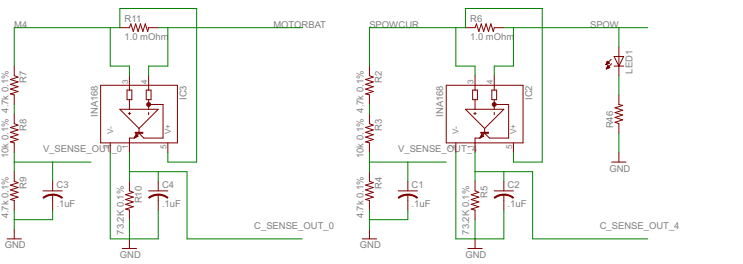 M4
R11
1.0 mOhm
MOTORBAT
R7
4.7k 0.1%
R8
10k 0.1%
R9
4.7k 0.1%
V_SENSE_OUT_0
C3
.1uF
GND
INA168
IC3
3
4
V-
V+
1
5
R10
73.2K 0.1%
C4
.1uF
GND
C_SENSE_OUT_0
SPOWCUR
R6
1.0 mOhm
SPOW
R2
4.7k 0.1%
R3
10k 0.1%
R4
4.7k 0.1%
V_SENSE_OUT_4
C1
.1uF
GND
INA168
IC2
3
4
V-
V+
1
5
R5
73.2K 0.1%
C2
.1uF
GND
C_SENSE_OUT_4
LED1
R46
GND